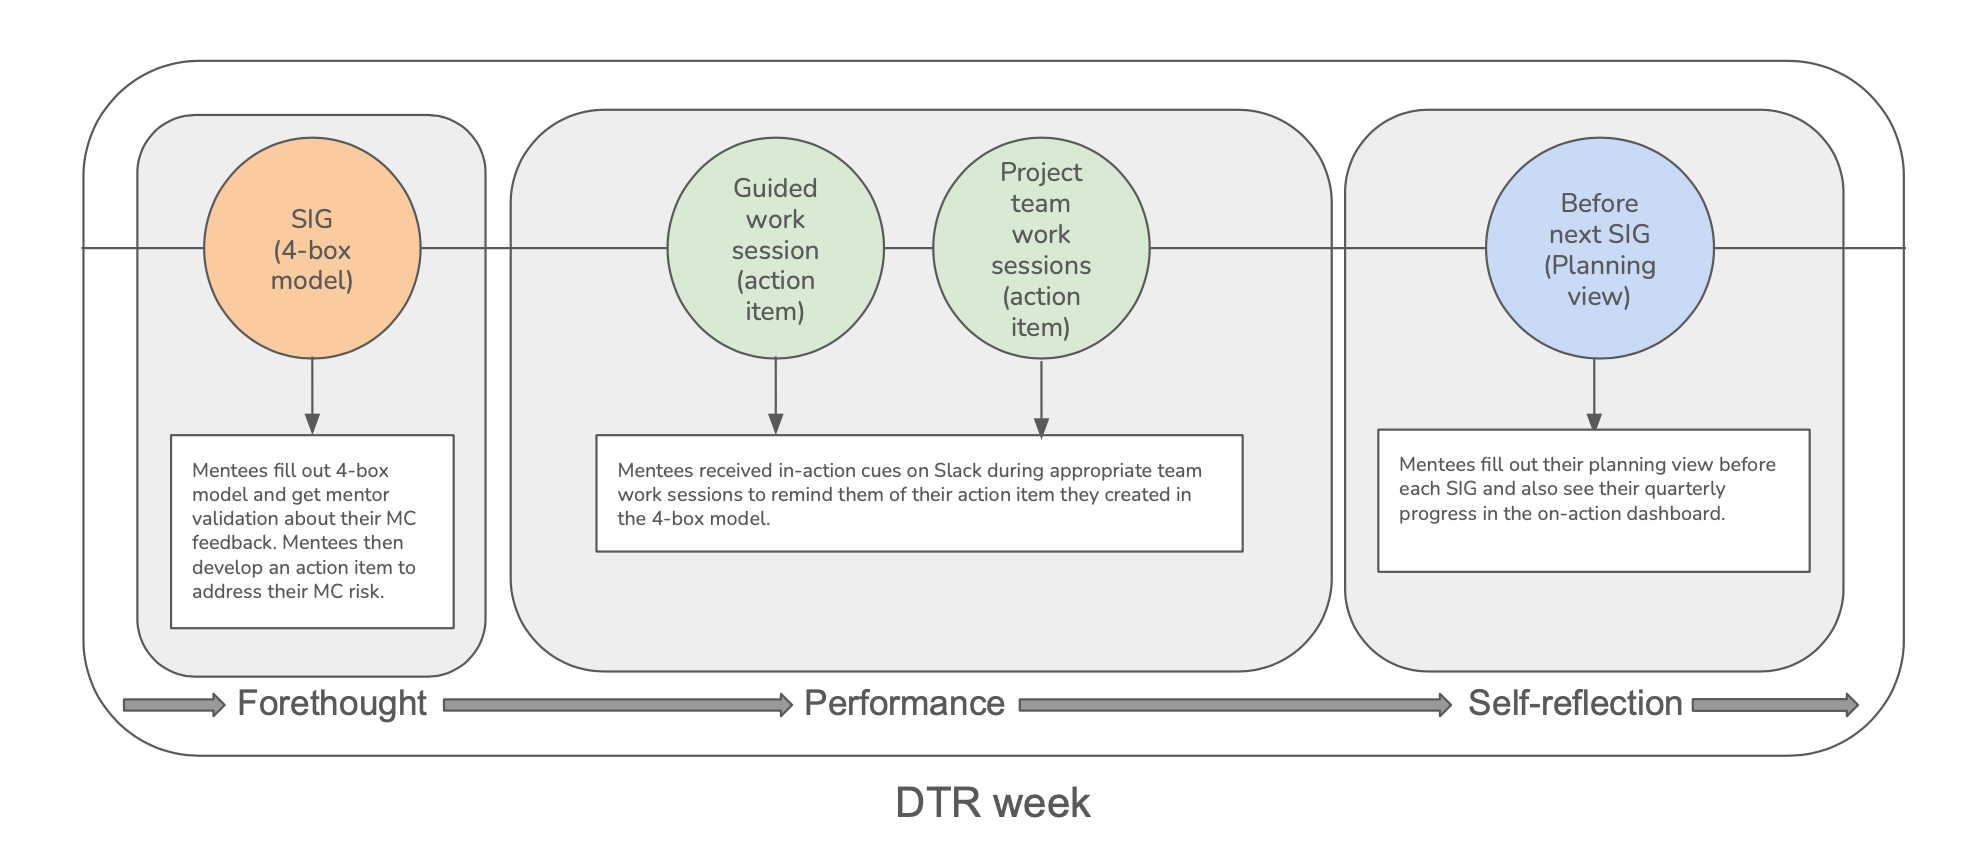 SIG
(4-box
model)
Guided
work
session
(action
item)
Project
team
work
sessions
(action
item)
Before
next SIG
(Planning
view)
Mentees fill out 4-box
model and get mentor
validation about their MC
feedback. Mentees then
develop an action item to
address their MC risk.
Mentees received in-action cues on Slack during appropriate team
work sessions to remind them of their action item they created in
the 4-box model.
Mentees fill out their planning view before
each SIG and also see their quarterly
progress in the on-action dashboard.
Forethought
Performance
Self-reflection
DTR week